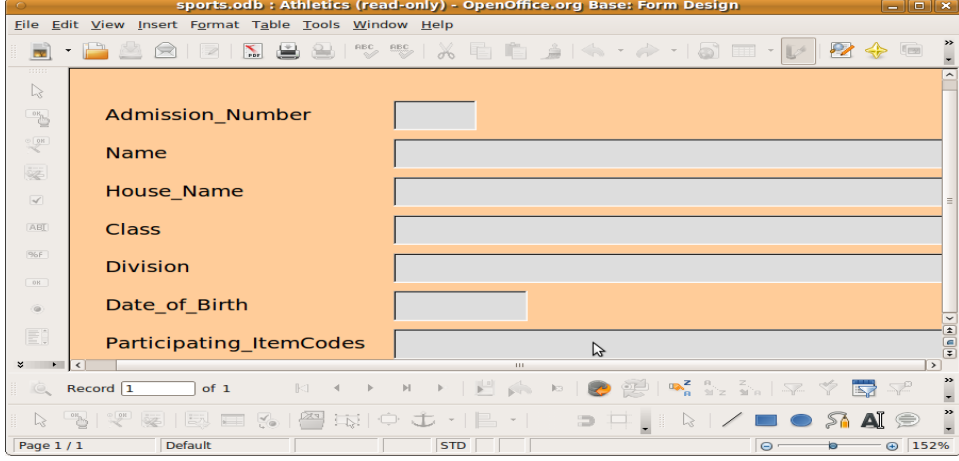 sports.odb : Athletics (read-only) - OpenOffice.org Base: Form Design
File Edit View Insert Format Table Tools Window Help
Admission_Number
Name
House_Name
Class
Division
Date_of_Birth
Participating_ItemCodes
Record 1 of 1
Page 1 / 1 Default STD 152%